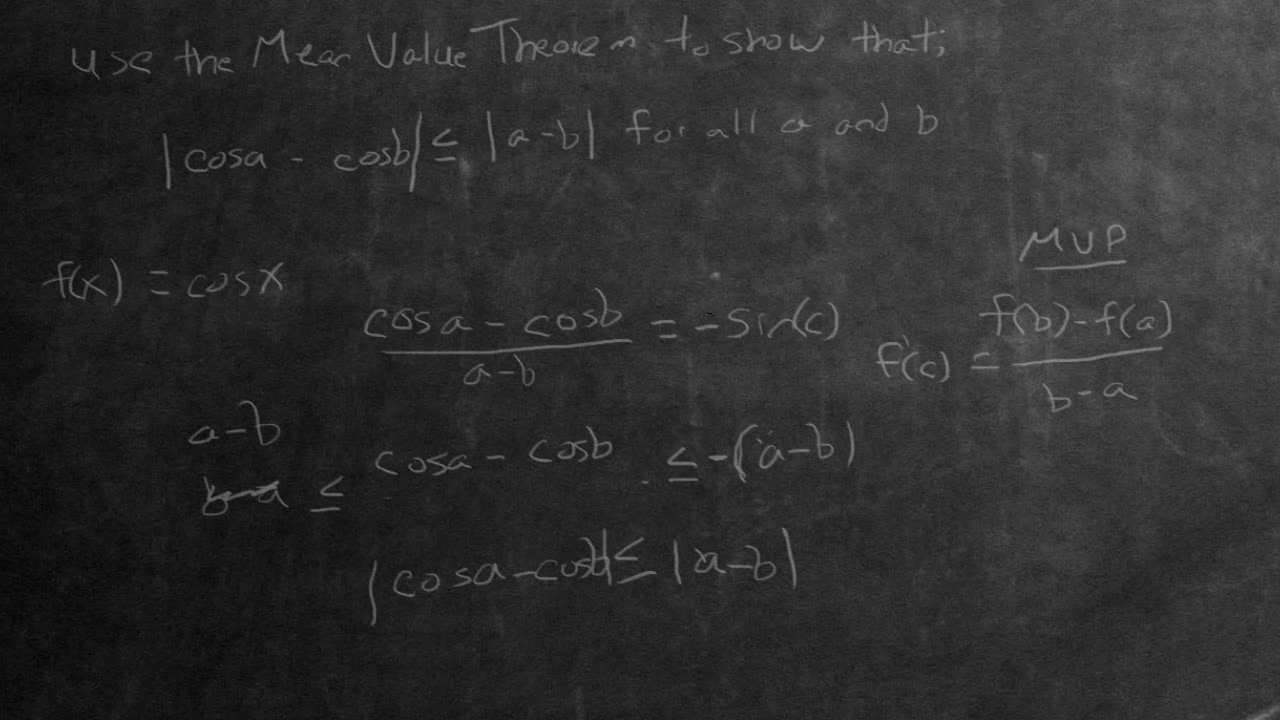 use the Mean Value Theorem to show that;
|cosa - cosb| ≤ |a-b| for all a and b
MVP
f(x) = cosx
cosa - cosb / a-b = -sin(c)
f'(c) = f(b)-f(a) / b-a
a-b
≤ cosa - cosb ≤ -(a-b)
|cosa-cosb| ≤ |a-b|